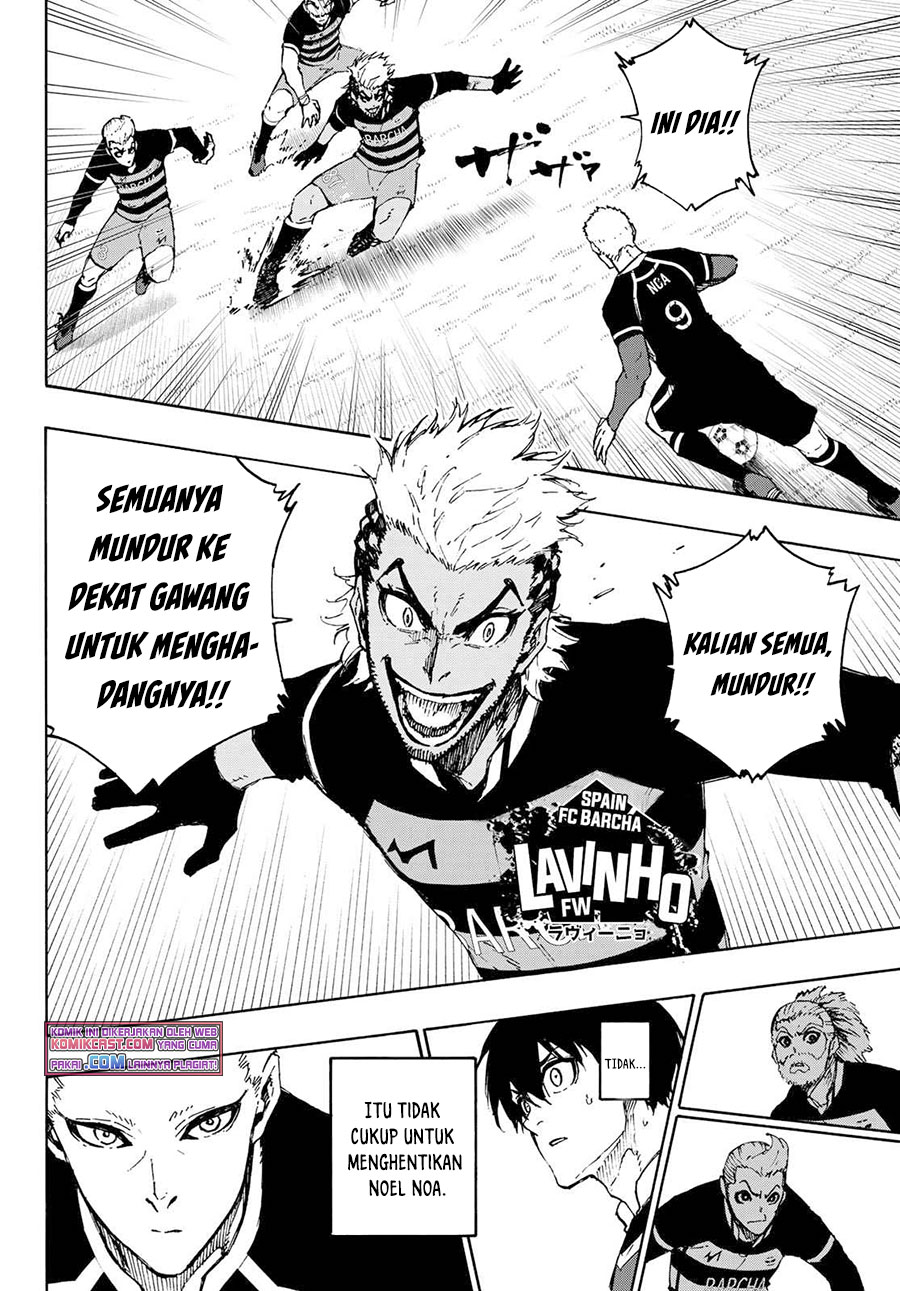 INI DIA!!
ザザッ
NOA
9
BARCHA
BARCHA
KALIAN SEMUA,
MUNDUR!!
SEMUANYA
MUNDUR KE
DEKAT GAWANG
UNTUK MENGHA-
DANGNYA!!
SPAIN
FC BARCHA
LAVINHO
FW
ラヴィーニョ
BARC
TIDAK...
ITU TIDAK
CUKUP UNTUK
MENGHENTIKAN
NOEL NOA.
BARCHA
KOMIK INI DIKERJAKAN OLEH WEB
KOMIKCAST.COM YANG CUMA
PAKAI .COM LAINNYA PLAGIAT!